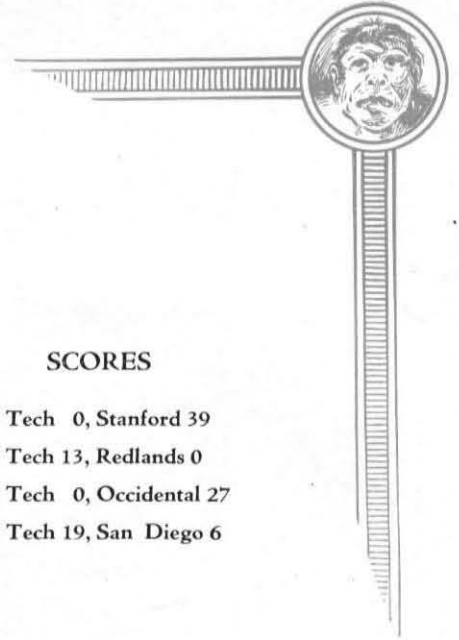 SCORES
Tech 0, Stanford 39
Tech 13, Redlands 0
Tech 0, Occidental 27
Tech 19, San Diego 6